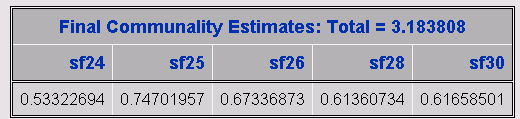 Final Communality Estimates: Total = 3.183808
sf24 sf25 sf26 sf28 sf30
0.53322694 0.74701957 0.67336873 0.61360734 0.61658501